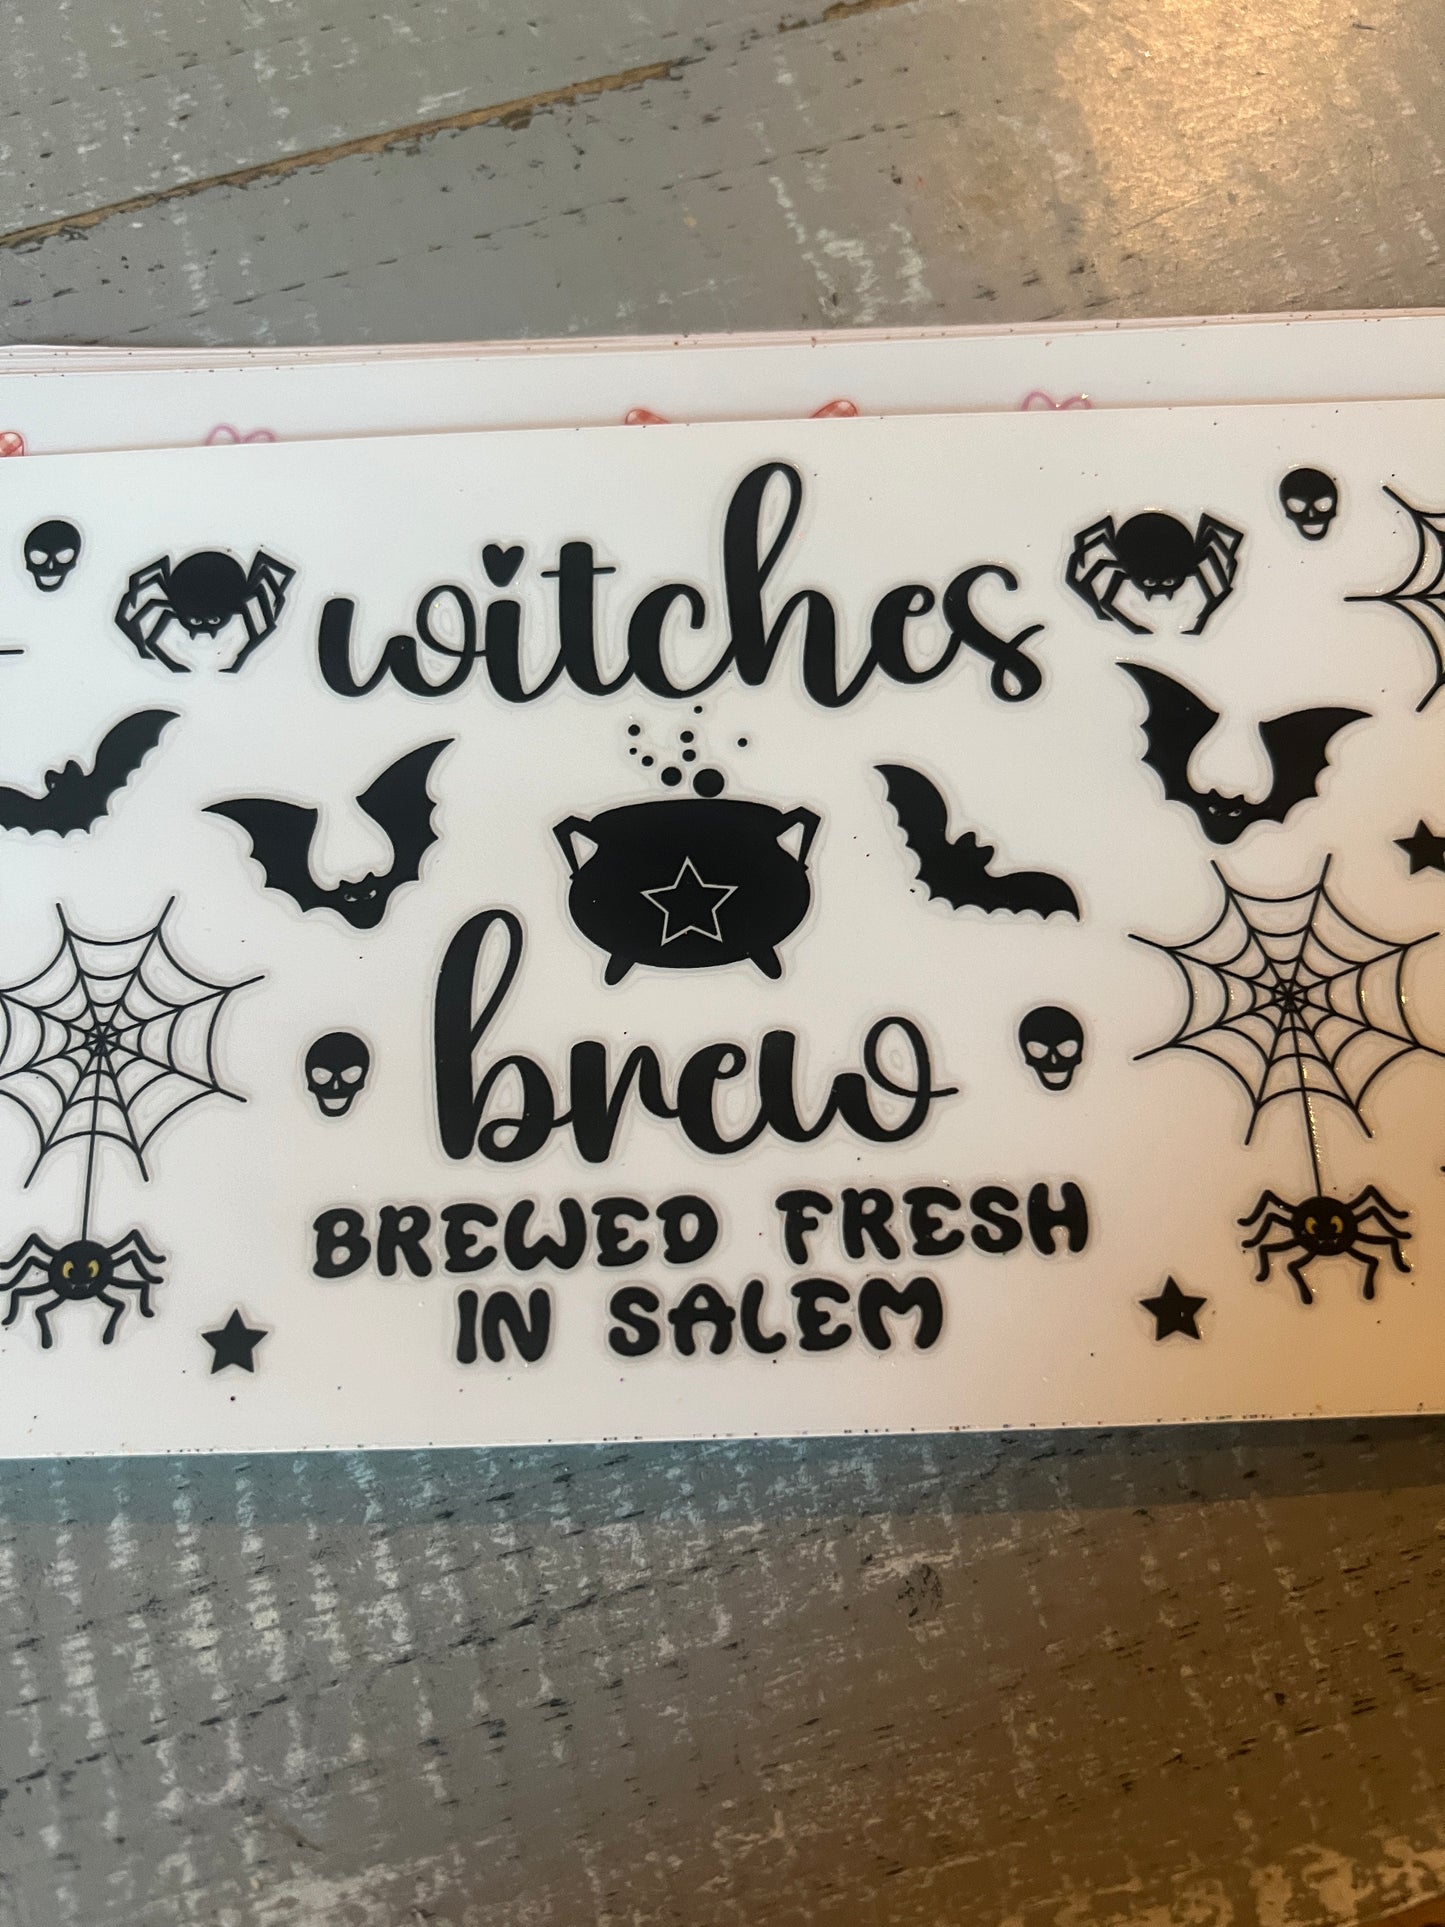 witches
brew
BREWED FRESH
IN SALEM